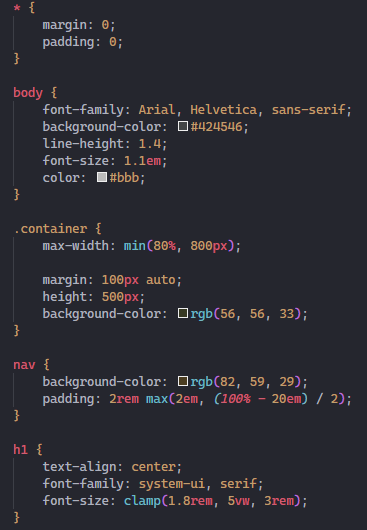 * {
    margin: 0;
    padding: 0;
}

body {
    font-family: Arial, Helvetica, sans-serif;
    background-color: #424546;
    line-height: 1.4;
    font-size: 1.1em;
    color: #bbb;
}

.container {
    max-width: min(80%, 800px);

    margin: 100px auto;
    height: 500px;
    background-color: rgb(56, 56, 33);
}

nav {
    background-color: rgb(82, 59, 29);
    padding: 2rem max(2em, (100% - 20em) / 2);
}

h1 {
    text-align: center;
    font-family: system-ui, serif;
    font-size: clamp(1.8rem, 5vw, 3rem);
}